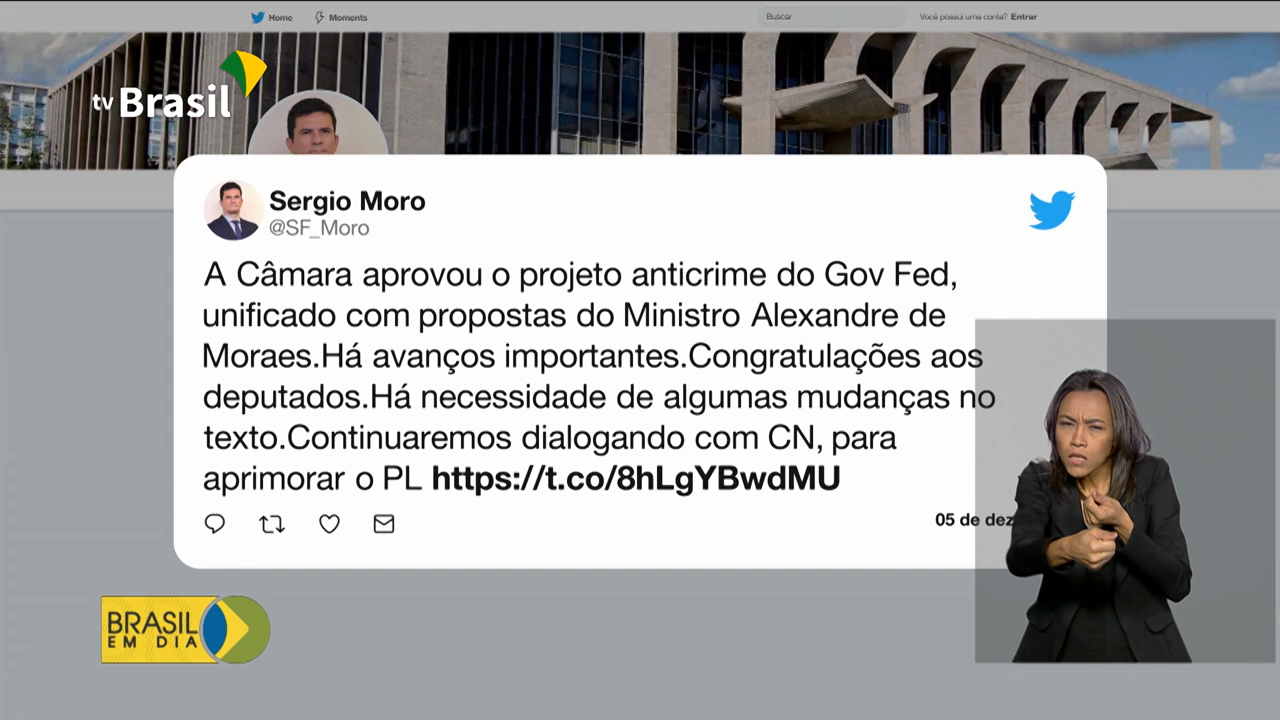 Home Moments Buscar Você possui uma conta? Entrar
tv Brasil
Sergio Moro
@SF_Moro
A Câmara aprovou o projeto anticrime do Gov Fed,
unificado com propostas do Ministro Alexandre de
Moraes.Há avanços importantes.Congratulações aos
deputados.Há necessidade de algumas mudanças no
texto.Continuaremos dialogando com CN, para
aprimorar o PL https://t.co/8hLgYBwdMU
05 de dez
BRASIL
EM DIA